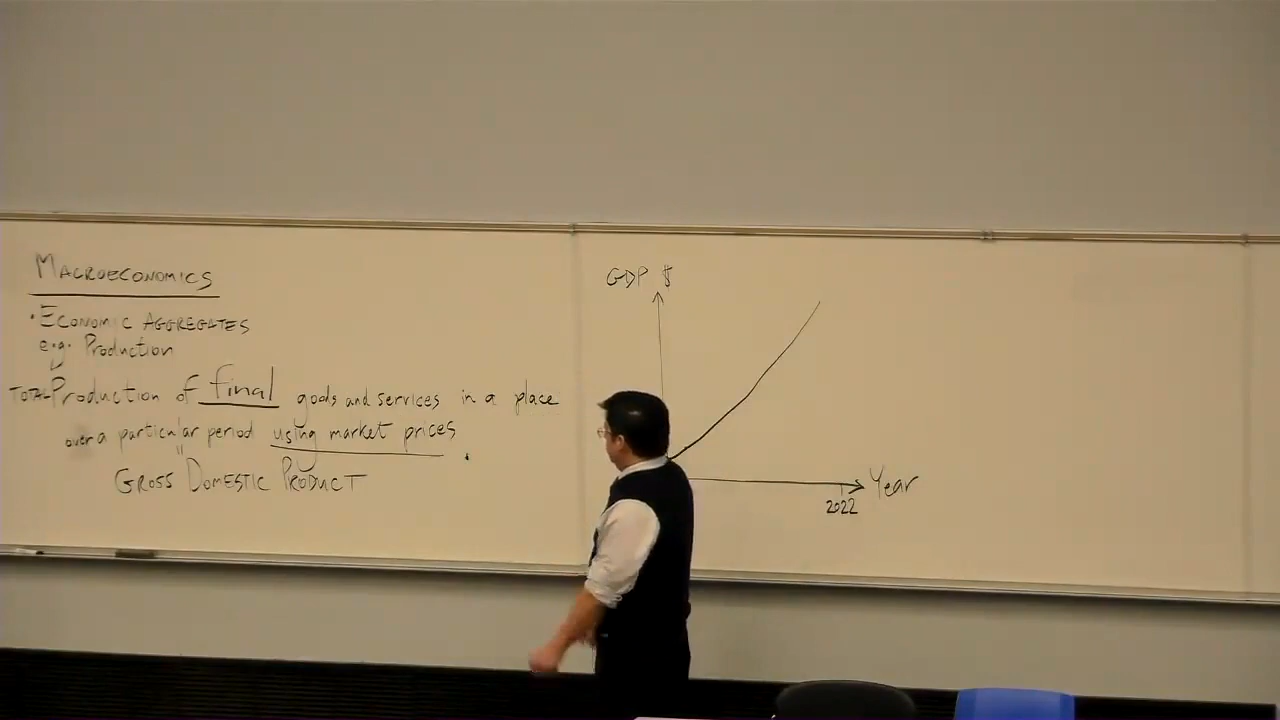 MACROECONOMICS
• ECONOMIC AGGREGATES
e.g. Production
TOTAL Production of final goods and services in a place
over a particular period using market prices.
"
GROSS DOMESTIC PRODUCT
GDP $
Year
2022